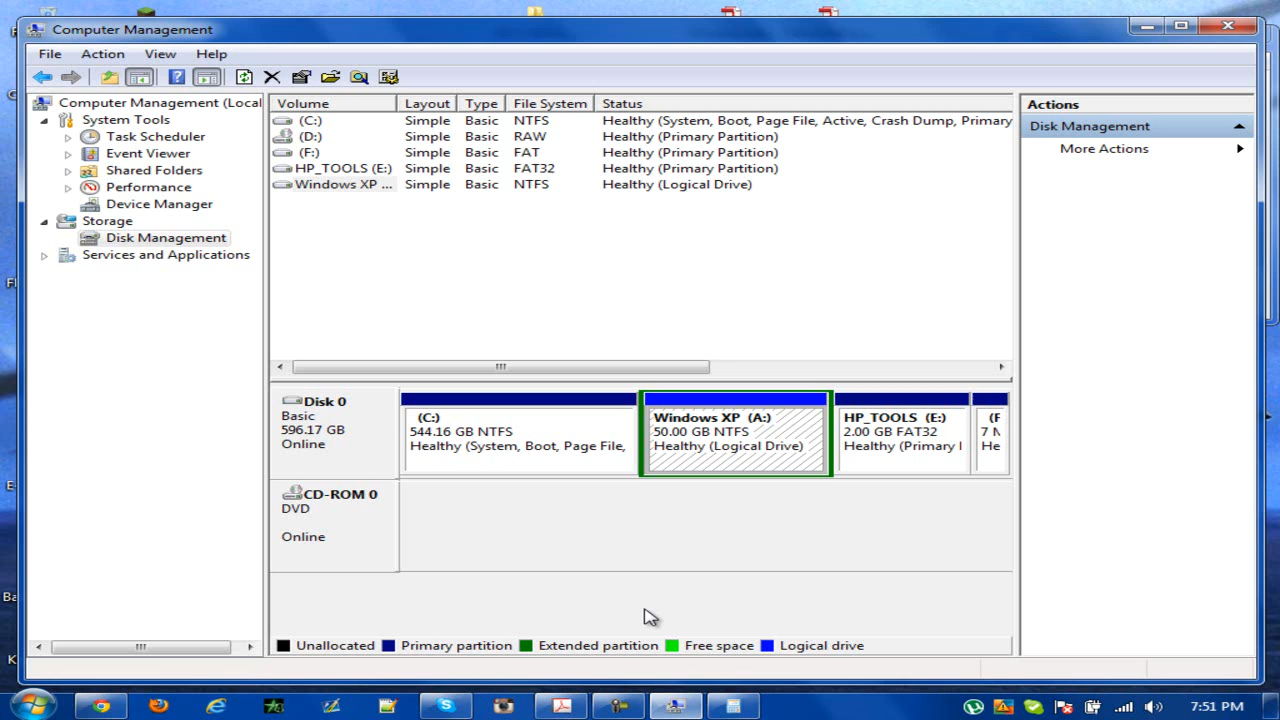 Computer Management
File Action View Help
Computer Management (Local
System Tools
Task Scheduler
Event Viewer
Shared Folders
Performance
Device Manager
Storage
Disk Management
Services and Applications
Volume Layout Type File System Status
(C:) Simple Basic NTFS Healthy (System, Boot, Page File, Active, Crash Dump, Primary
(D:) Simple Basic RAW Healthy (Primary Partition)
(F:) Simple Basic FAT Healthy (Primary Partition)
HP_TOOLS (E:) Simple Basic FAT32 Healthy (Primary Partition)
Windows XP ... Simple Basic NTFS Healthy (Logical Drive)
Actions
Disk Management
More Actions
Disk 0
Basic
596.17 GB
Online
(C:)
544.16 GB NTFS
Healthy (System, Boot, Page File,
Windows XP (A:)
50.00 GB NTFS
Healthy (Logical Drive)
HP_TOOLS (E:)
2.00 GB FAT32
Healthy (Primary
(F
7
He
CD-ROM 0
DVD
Online
Unallocated Primary partition Extended partition Free space Logical drive
7:51 PM